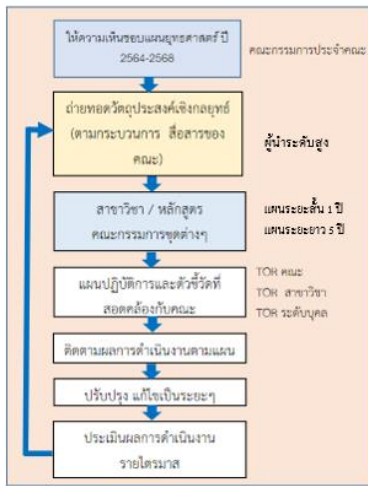 ให้ความเห็นชอบแผนยุทธศาสตร์ ปี
2564-2568
คณะกรรมการประจำคณะ
ถ่ายทอดวัตถุประสงค์เชิงกลยุทธ์
(ตามกระบวนการ สื่อสารของ
คณะ)
ผู้นำระดับสูง
สาขาวิชา / หลักสูตร
คณะกรรมการชุดต่างๆ
แผนระยะสั้น 1 ปี
แผนระยะยาว 5 ปี
แผนปฏิบัติการและตัวชี้วัดที่
สอดคล้องกับคณะ
TOR คณะ
TOR สาขาวิชา
TOR ระดับบุคล
ติดตามผลการดำเนินงานตามแผน
ปรับปรุง แก้ไขเป็นระยะๆ
ประเมินผลการดำเนินงาน
รายไตรมาส